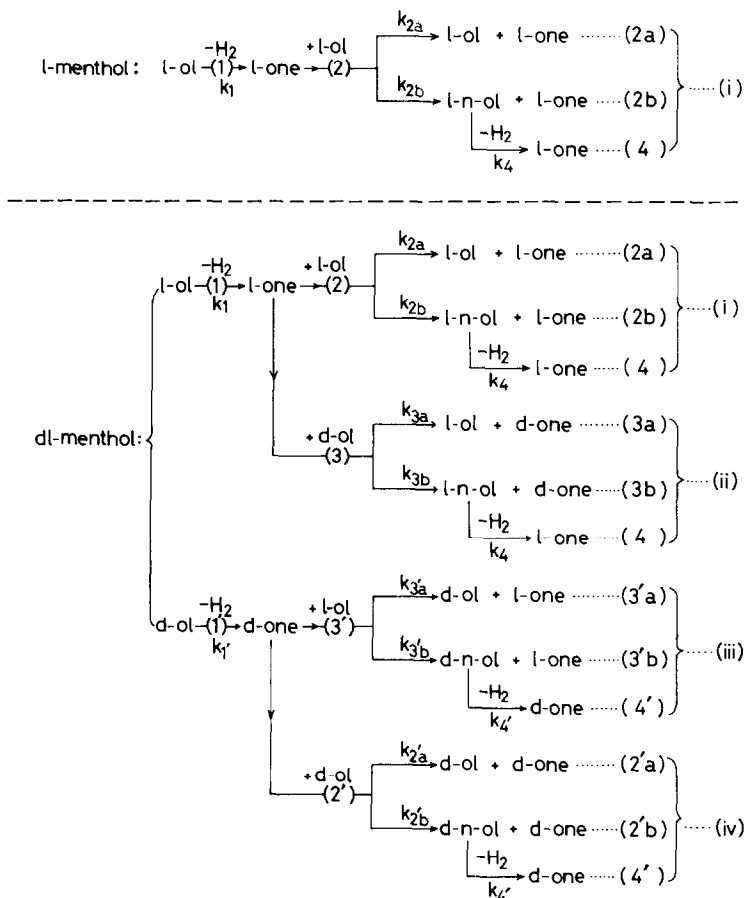 k2a l-ol + l-one ······ (2a)
l-menthol: l-ol -H2 (1) k1 l-one +l-ol (2) ······ (i)
k2b l-n-ol + l-one ··· (2b)
-H2 k4 l-one ····· ( 4 )
k2a l-ol + l-one ······· (2a)
l-ol -H2 (1) k1 l-one +l-ol (2) ····· (i)
k2b l-n-ol + l-one ···· (2b)
-H2 k4 l-one ···· ( 4 )
k3a l-ol + d-one ······ (3a)
dl-menthol: +d-ol (3) ····· (ii)
k3b l-n-ol + d-one ···· (3b)
-H2 k4 l-one ····· ( 4 )
k3'a d-ol + l-one ······· (3'a)
d-ol -H2 (1') k1' d-one +l-ol (3') ····· (iii)
k3'b d-n-ol + l-one ····· (3'b)
-H2 k4' d-one ···· ( 4')
k2'a d-ol + d-one ······ (2'a)
+d-ol (2') ····· (iv)
k2'b d-n-ol + d-one ····· (2'b)
-H2 k4' d-one ···· (4')